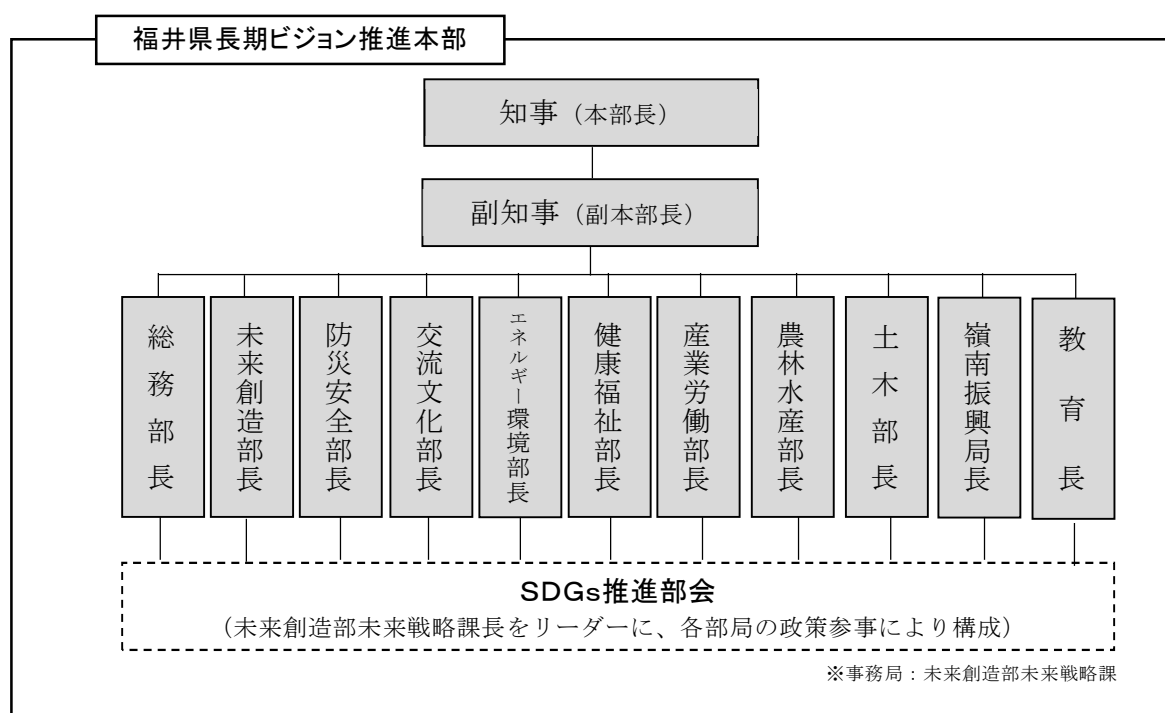 福井県長期ビジョン推進本部
知事（本部長）
副知事（副本部長）
総務部長
未来創造部長
防災安全部長
交流文化部長
エネルギー環境部長
健康福祉部長
産業労働部長
農林水産部長
土木部長
嶺南振興局長
教育長
SDGs推進部会
（未来創造部未来戦略課長をリーダーに、各部局の政策参事により構成）
※事務局：未来創造部未来戦略課